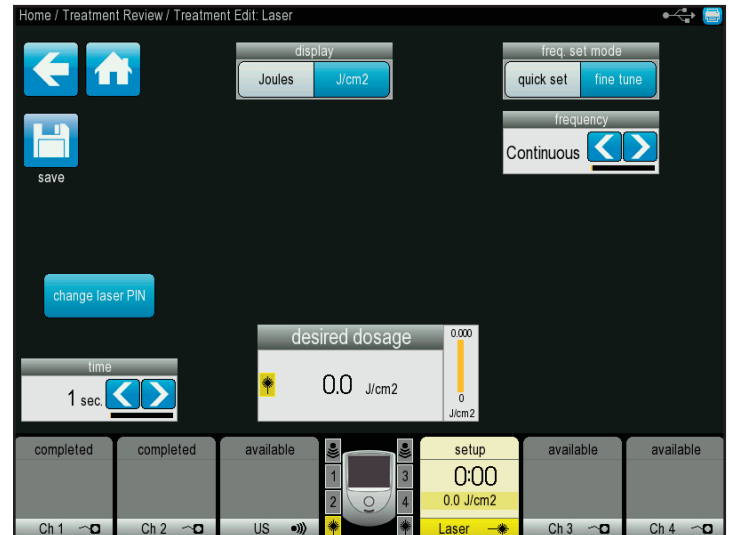 Home / Treatment Review / Treatment Edit: Laser
display
Joules J/cm2
freq. set mode
quick set fine tune
frequency
Continuous
save
change laser PIN
desired dosage
0.0 J/cm2
0.000
0
J/cm2
time
1 sec.
completed
Ch 1
completed
Ch 2
available
US
1
2
3
4
setup
0:00
0.0 J/cm2
Laser
available
Ch 3
available
Ch 4